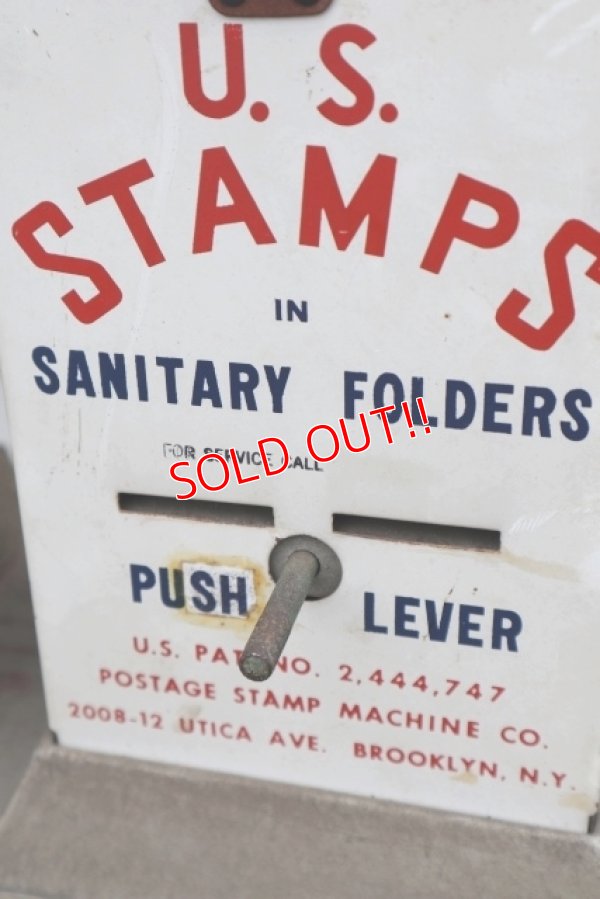 U.S.
STAMPS
IN
SANITARY FOLDERS
FOR SERVICE CALL
SOLD OUT!!
PUSH LEVER
U.S. PAT. NO. 2,444,747
POSTAGE STAMP MACHINE CO.
2008-12 UTICA AVE. BROOKLYN, N.Y.